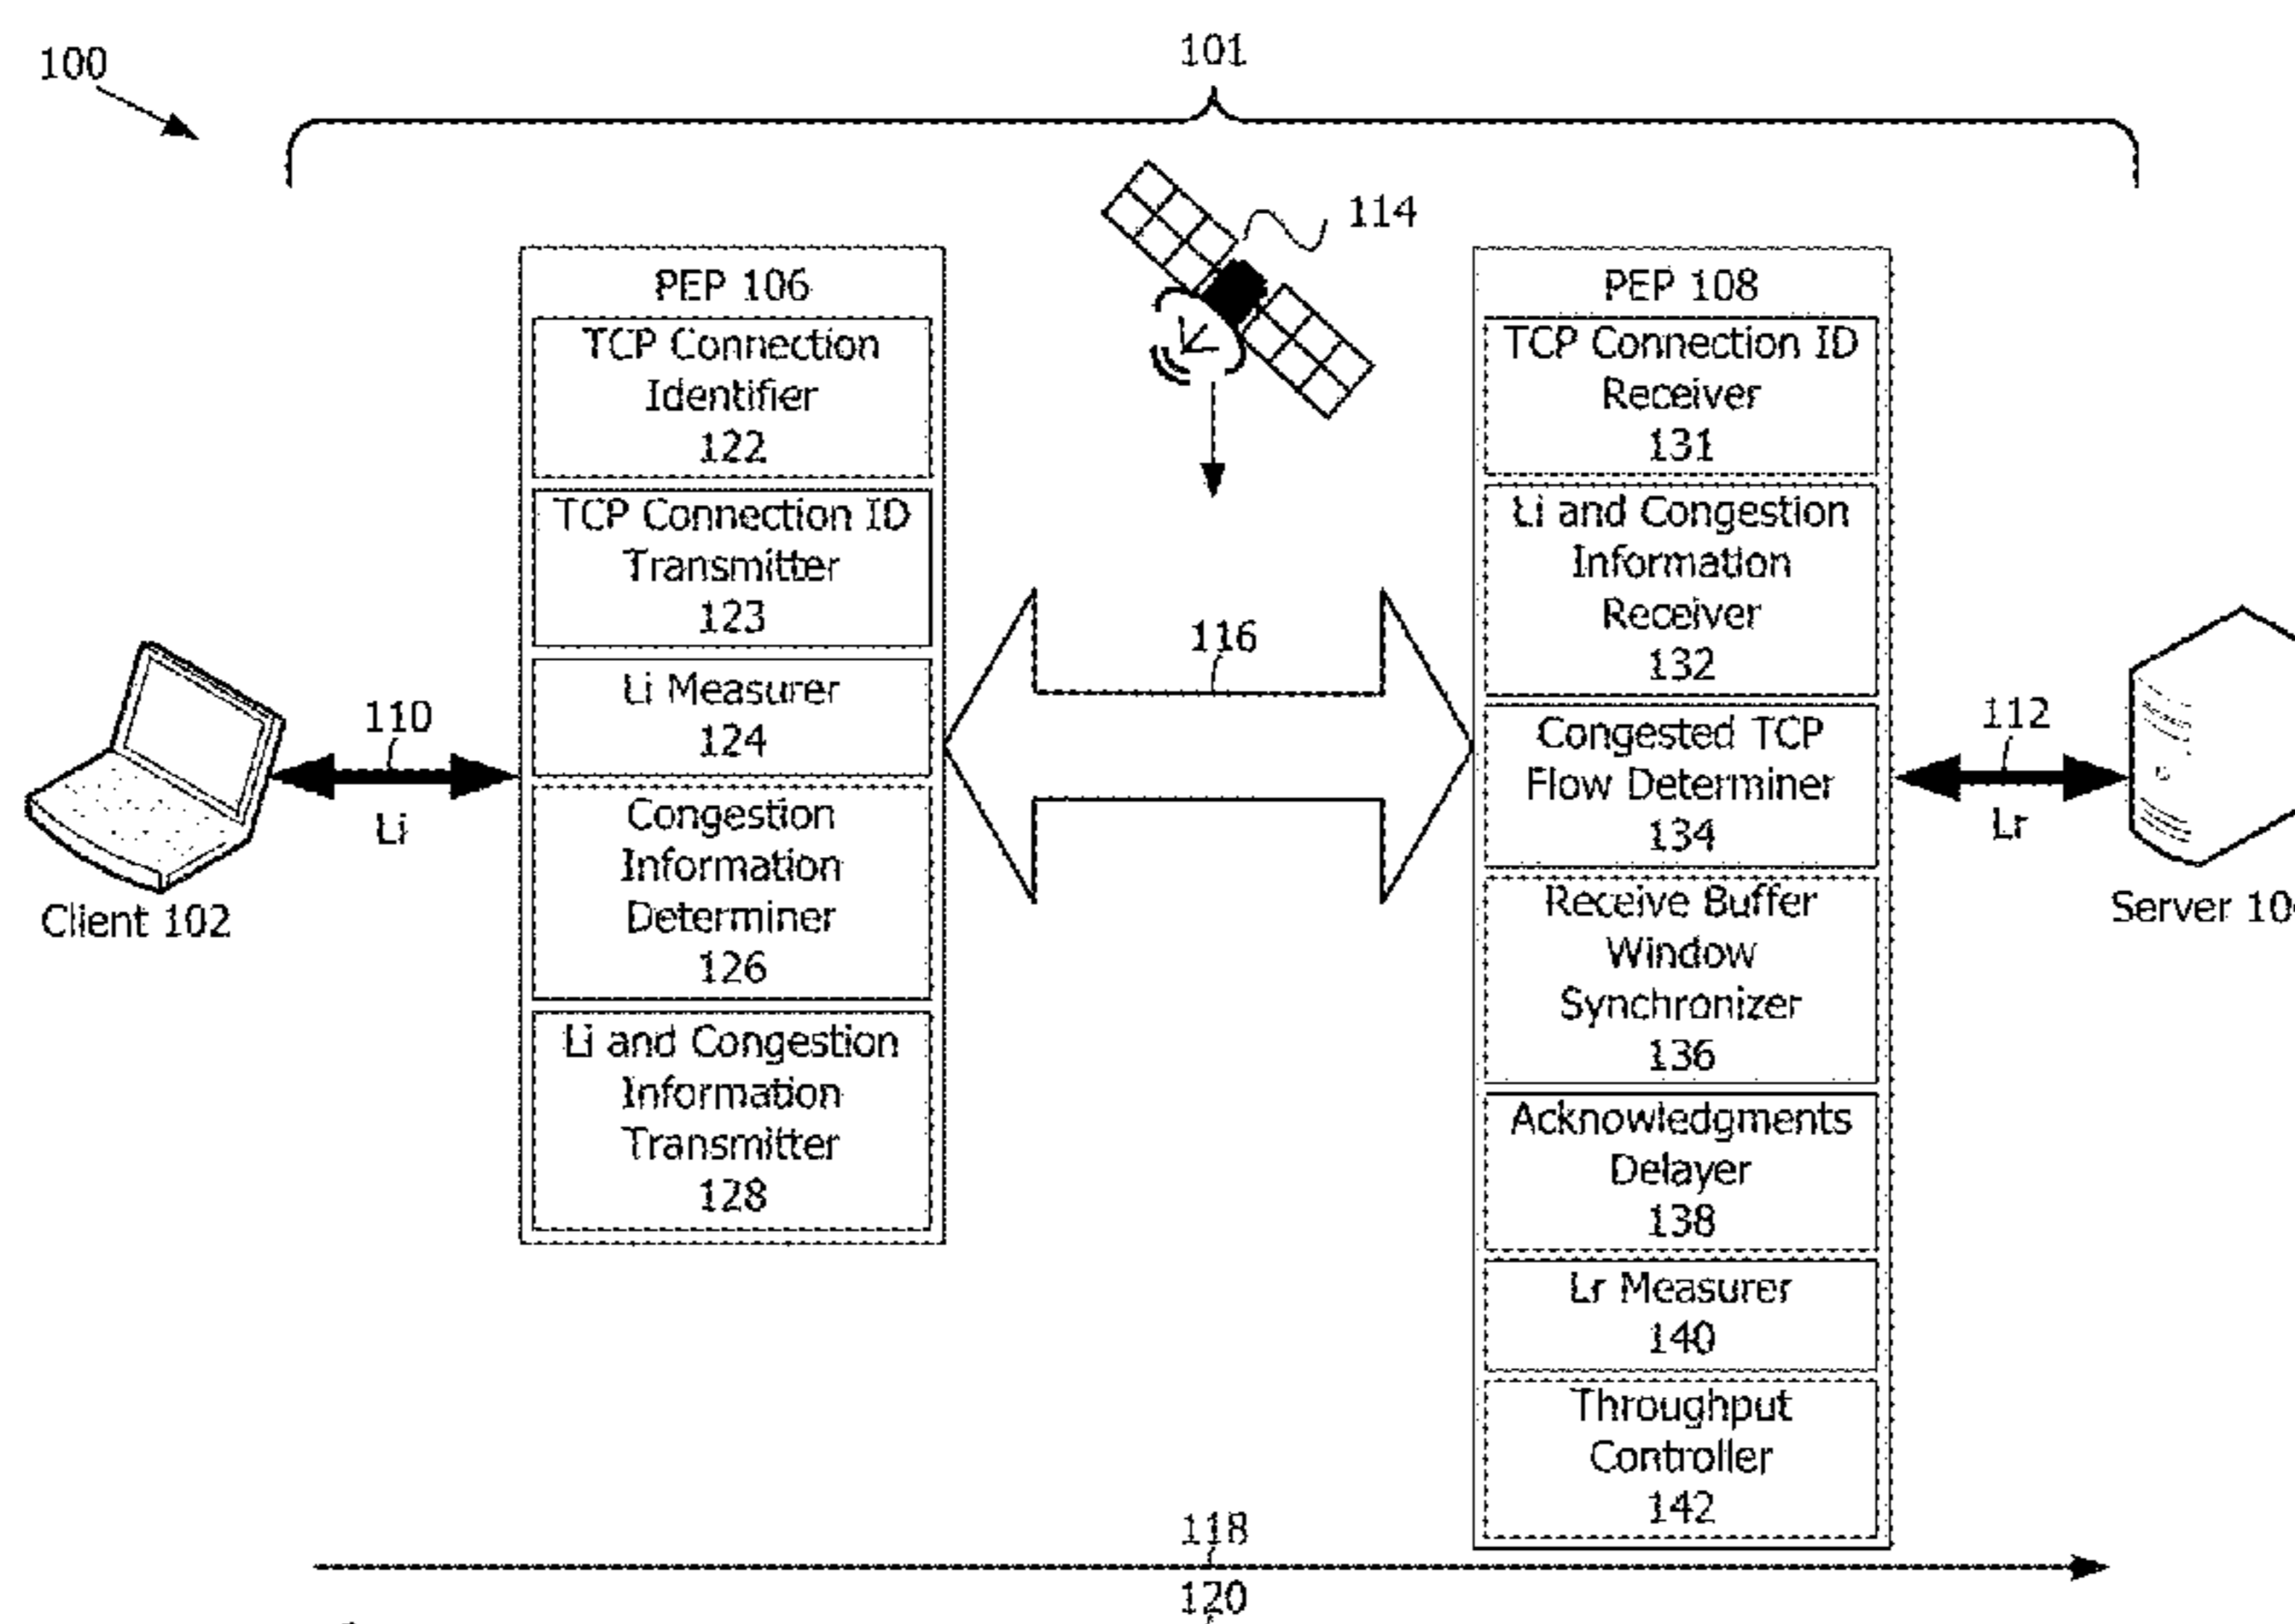 100
101
114
PEP 106
TCP Connection
Identifier
122
TCP Connection ID
Transmitter
123
Li Measurer
124
Congestion
Information
Determiner
126
Li and Congestion
Information
Transmitter
128
PEP 108
TCP Connection ID
Receiver
131
Li and Congestion
Information
Receiver
132
Congested TCP
Flow Determiner
134
Receive Buffer
Window
Synchronizer
136
Acknowledgments
Delayer
138
Lr Measurer
140
Throughput
Controller
142
116
110
Li
Client 102
112
Lr
Server
118
120